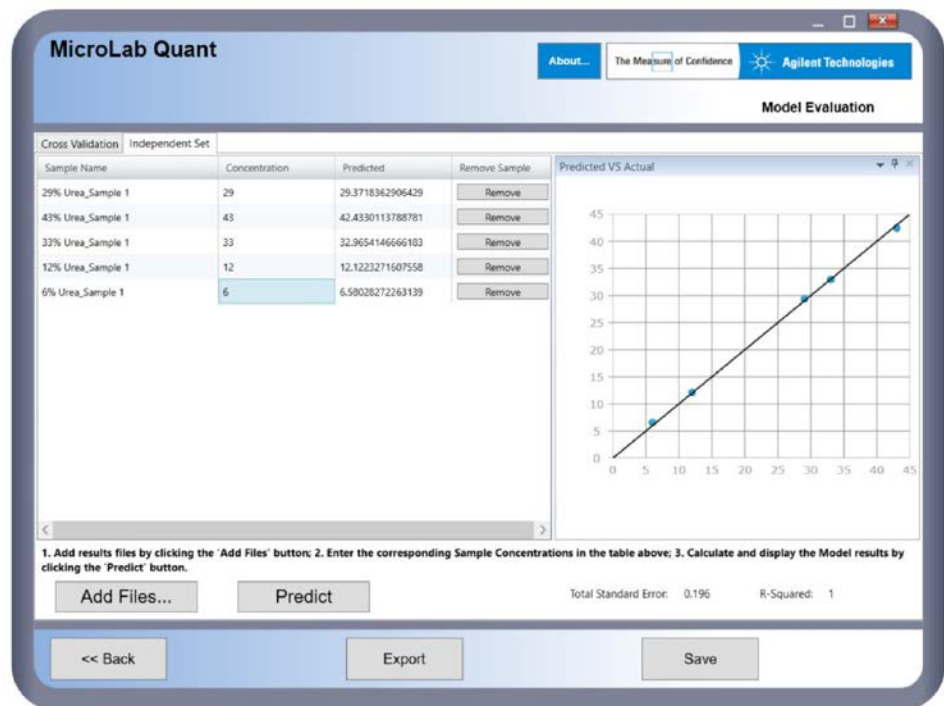 MicroLab Quant
About...
The Measure of Confidence
Agilent Technologies
Model Evaluation
Cross Validation Independent Set
Sample Name Concentration Predicted Remove Sample
29% Urea_Sample 1 29 29.3718362906429 Remove
43% Urea_Sample 1 43 42.4330113788781 Remove
33% Urea_Sample 1 33 32.9654146666183 Remove
12% Urea_Sample 1 12 12.1223271607558 Remove
6% Urea_Sample 1 6 6.58028272263139 Remove
Predicted VS Actual
45
40
35
30
25
20
15
10
5
0
0 5 10 15 20 25 30 35 40 45
1. Add results files by clicking the 'Add Files' button; 2. Enter the corresponding Sample Concentrations in the table above; 3. Calculate and display the Model results by
clicking the 'Predict' button.
Add Files... Predict Total Standard Error: 0.196 R-Squared: 1
<< Back Export Save